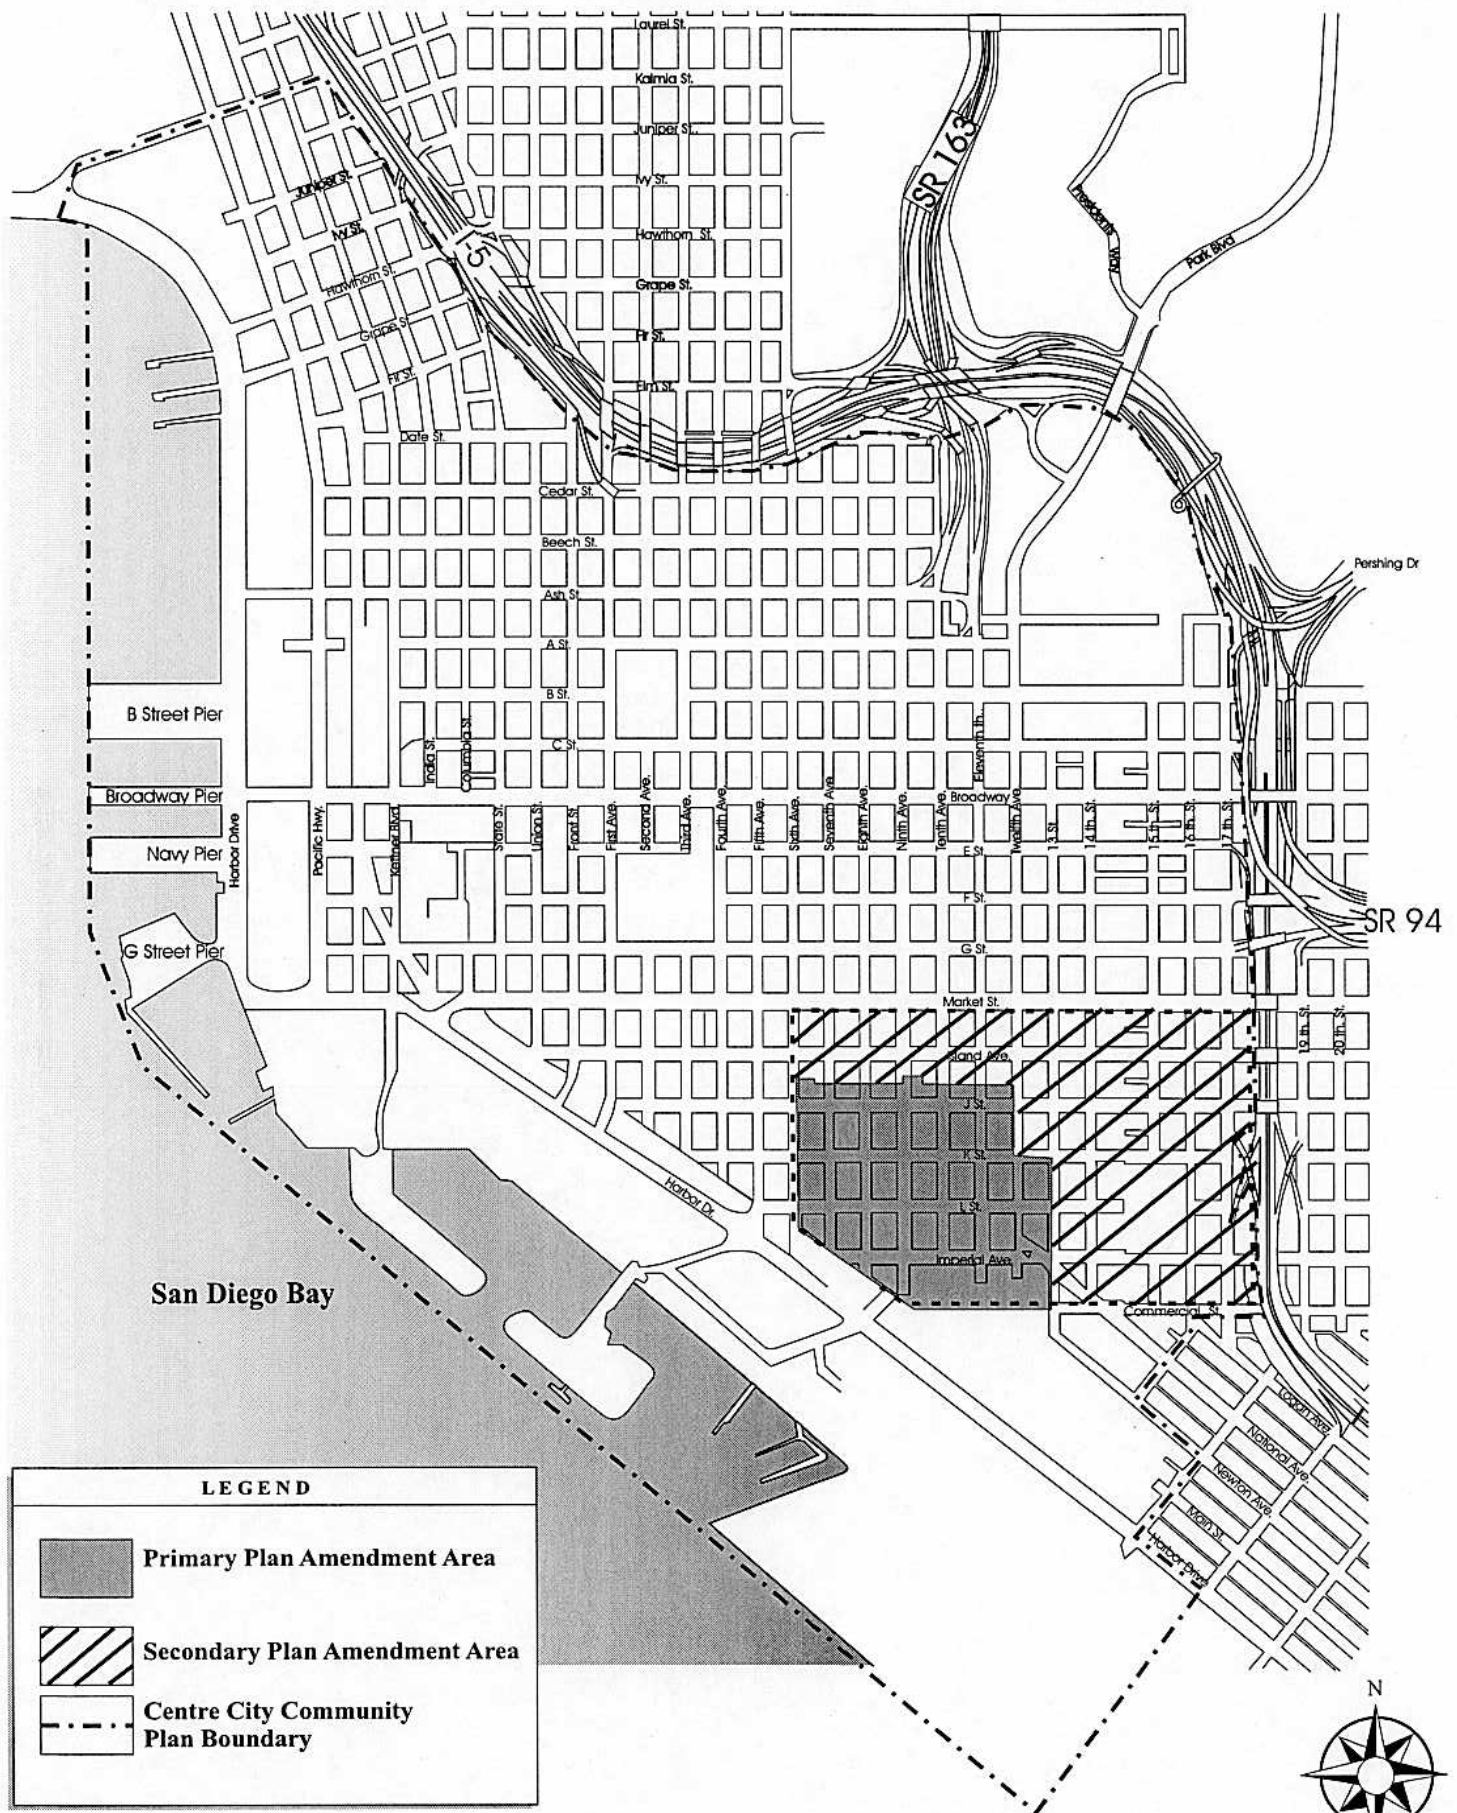 Laurel St.
Kalmia St.
Juniper St.
Ivy St.
Hawthorn St.
Grape St.
Fir St.
Elm St.
SR 163
Presidents Way
Park Blvd
Juniper St.
Ivy St.
Hawthorn St.
Grape St.
Fir St.
I-5
Date St.
Cedar St.
Beech St.
Ash St.
A St.
B St.
C St.
Pershing Dr
B Street Pier
Broadway Pier
Navy Pier
G Street Pier
Harbor Drive
Pacific Hwy.
Kettner Blvd.
India St.
Columbia St.
State St.
Union St.
Front St.
First Ave.
Second Ave.
Third Ave.
Fourth Ave.
Fifth Ave.
Sixth Ave.
Seventh Ave.
Eighth Ave.
Ninth Ave.
Tenth Ave.
Eleventh th.
Twelfth Ave.
13 St.
14 th. St.
15 th. St.
16 th. St.
17 th. St.
Broadway
E St.
F St.
G St.
SR 94
Market St.
19 th. St.
20 th. St.
Island Ave.
J St.
K St.
L St.
Imperial Ave.
Commercial St.
Harbor Dr.
San Diego Bay
Logan Ave.
National Ave.
Newton Ave.
Main St.
Harbor Drive
LEGEND
Primary Plan Amendment Area
Secondary Plan Amendment Area
Centre City Community
Plan Boundary
N